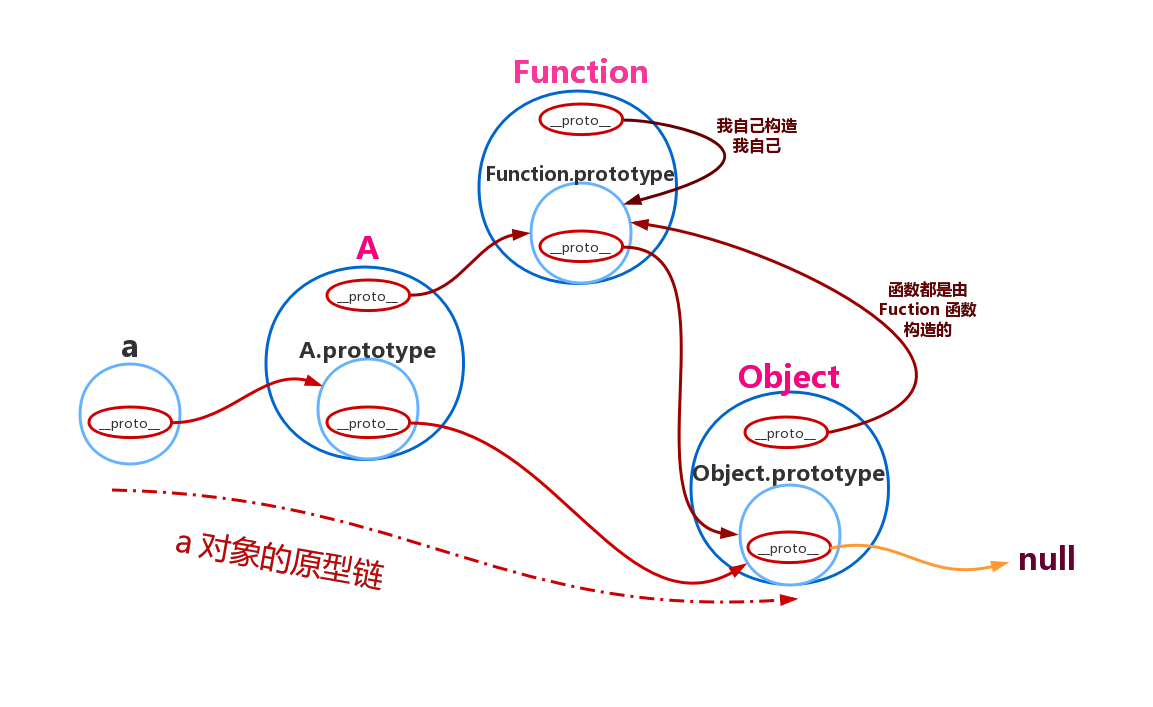 Function
__proto__
我自己构造
我自己
Function.prototype
__proto__
A
__proto__
函数都是由
Fuction 函数
构造的
a
A.prototype
Object
__proto__
__proto__
__proto__
Object.prototype
a 对象的原型链
__proto__
null